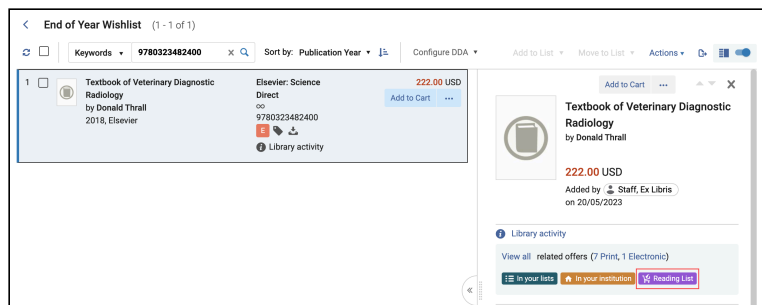 End of Year Wishlist (1 - 1 of 1)
Keywords 9780323482400 X Sort by: Publication Year Configure DDA Add to List Move to List Actions
1 Textbook of Veterinary Diagnostic Radiology
by Donald Thrall
2018, Elsevier
Elsevier: Science Direct
∞
9780323482400
E
Library activity
222.00 USD
Add to Cart ...
Add to Cart ... X
Textbook of Veterinary Diagnostic
Radiology
by Donald Thrall
222.00 USD
Added by Staff, Ex Libris
on 20/05/2023
Library activity
View all related offers (7 Print, 1 Electronic)
In your lists In your institution Reading List